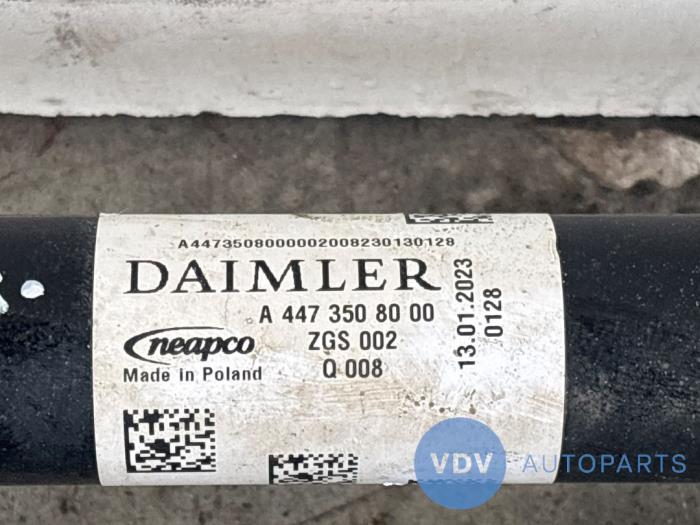 A4473508000002008230130128
DAIMLER
A 447 350 80 00
neapco
ZGS 002
Made in Poland
Q 008
13.01.2023
0128
VDV AUTOPARTS